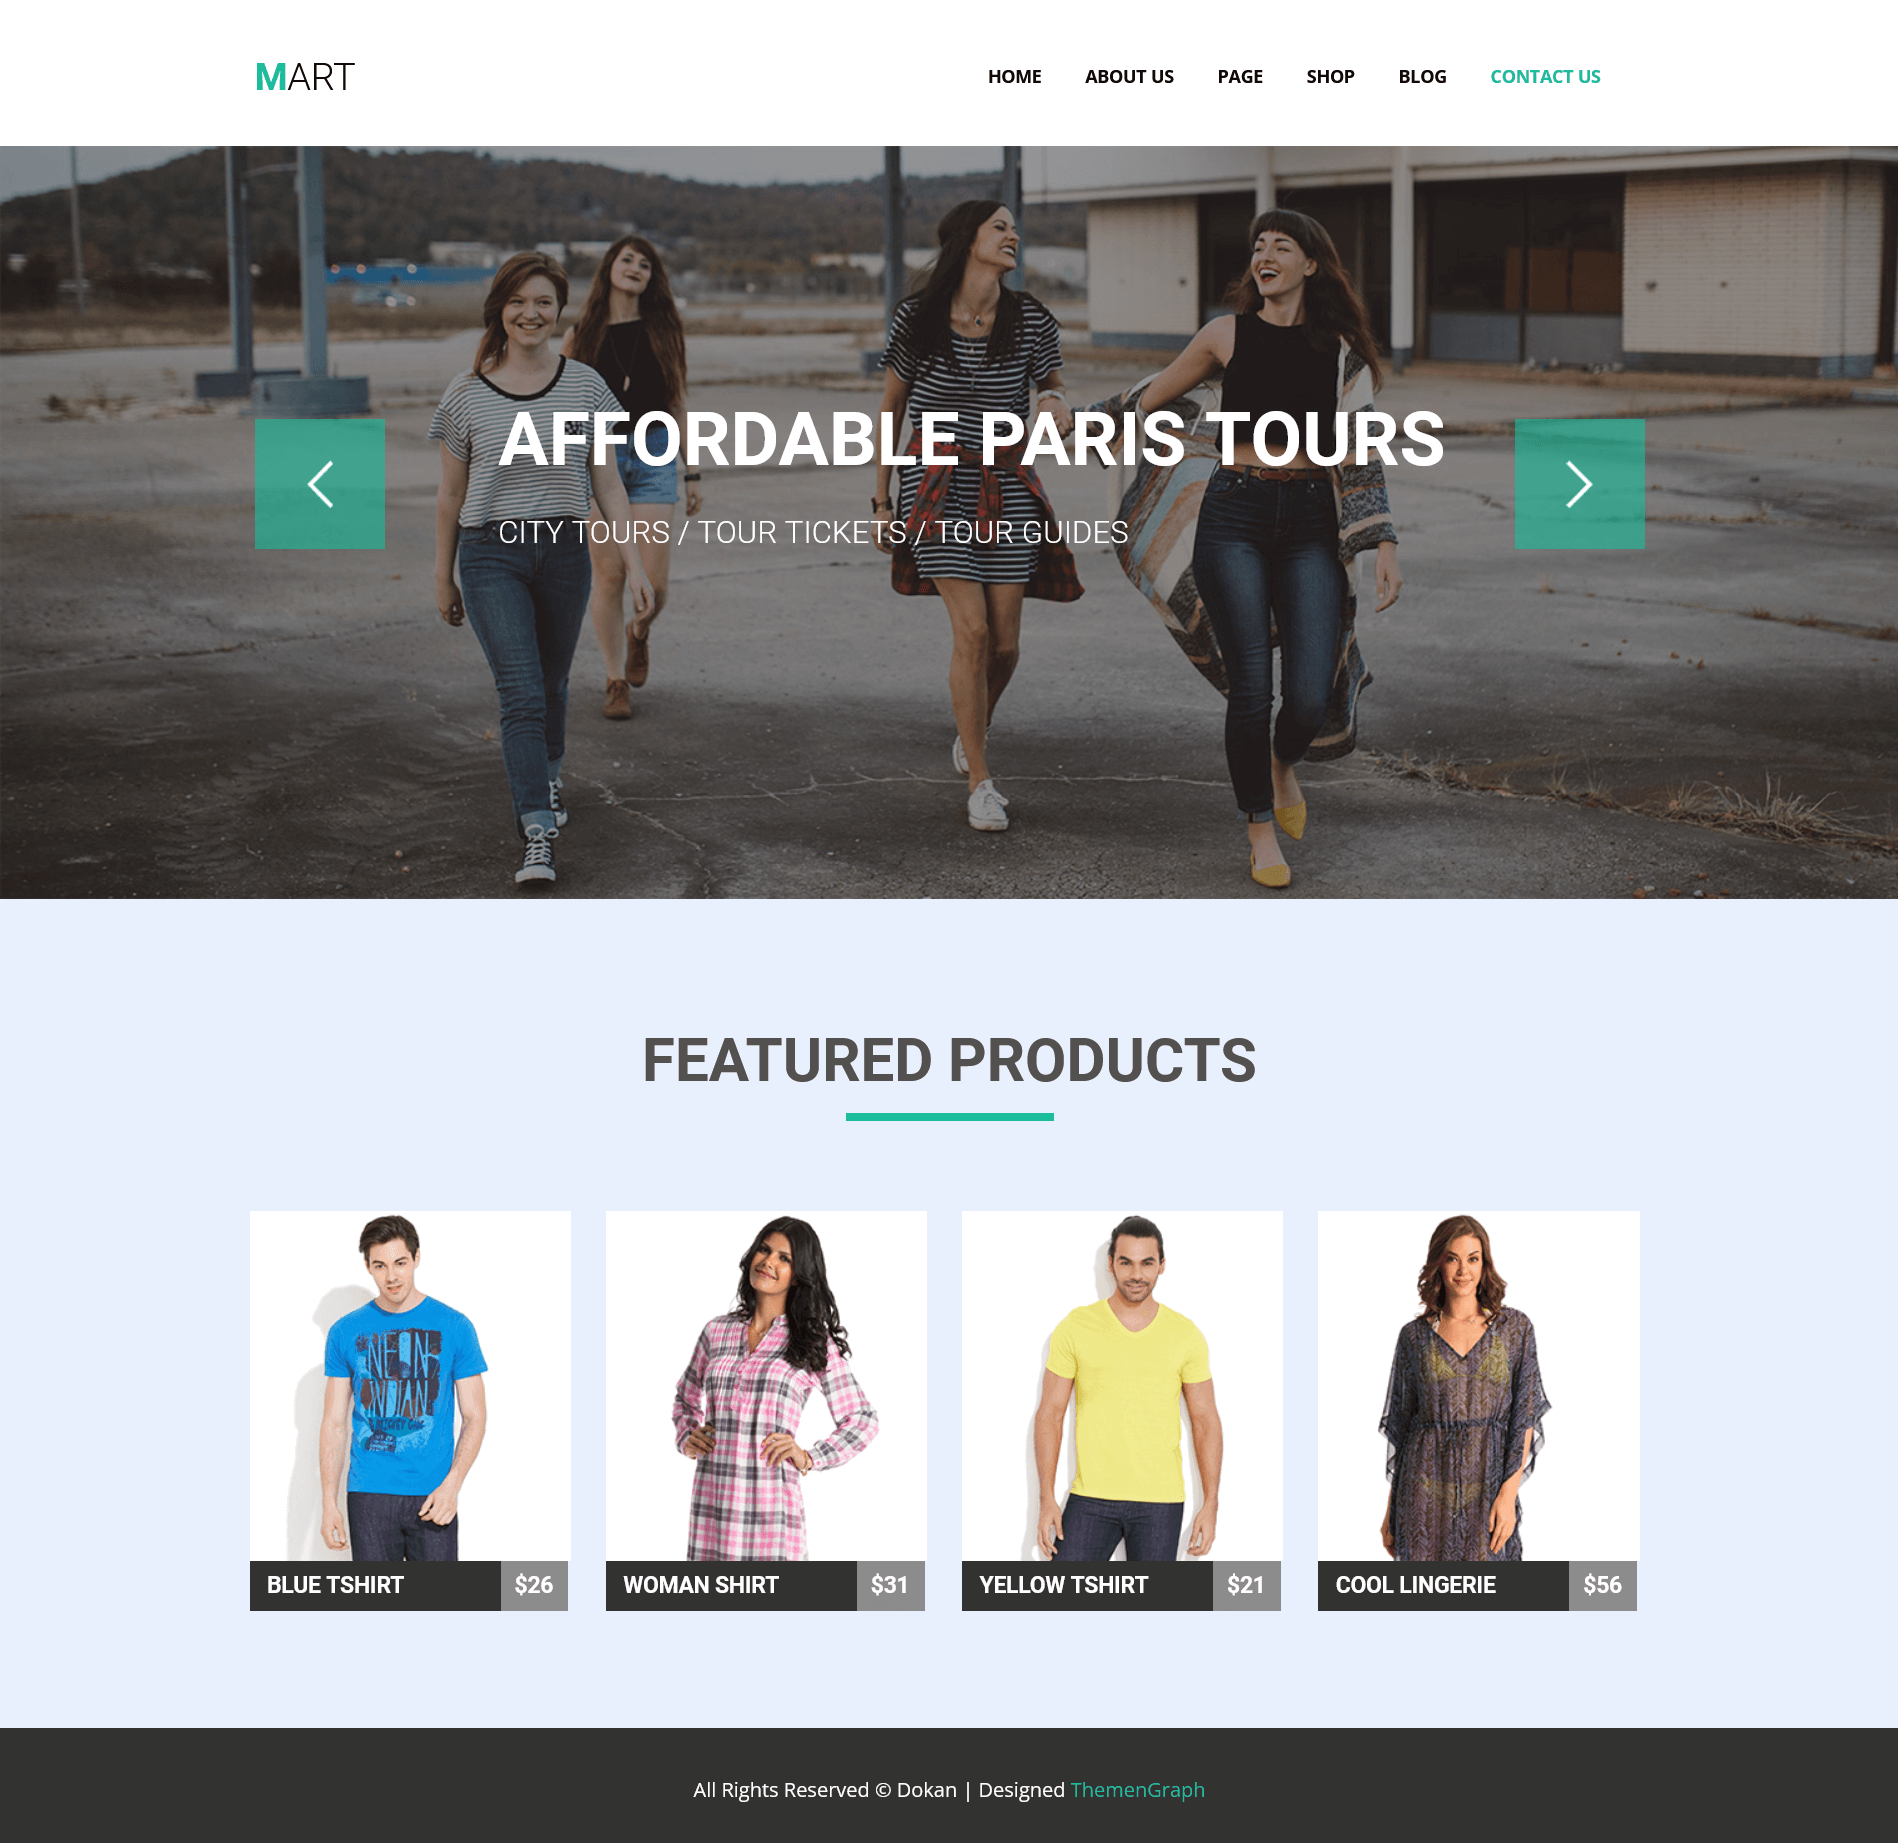 MART
HOME ABOUT US PAGE SHOP BLOG CONTACT US
AFFORDABLE PARIS TOURS
CITY TOURS / TOUR TICKETS / TOUR GUIDES
FEATURED PRODUCTS
NEON
INDIAN
BLUE TSHIRT $26
WOMAN SHIRT $31
YELLOW TSHIRT $21
COOL LINGERIE $56
All Rights Reserved © Dokan | Designed ThemenGraph